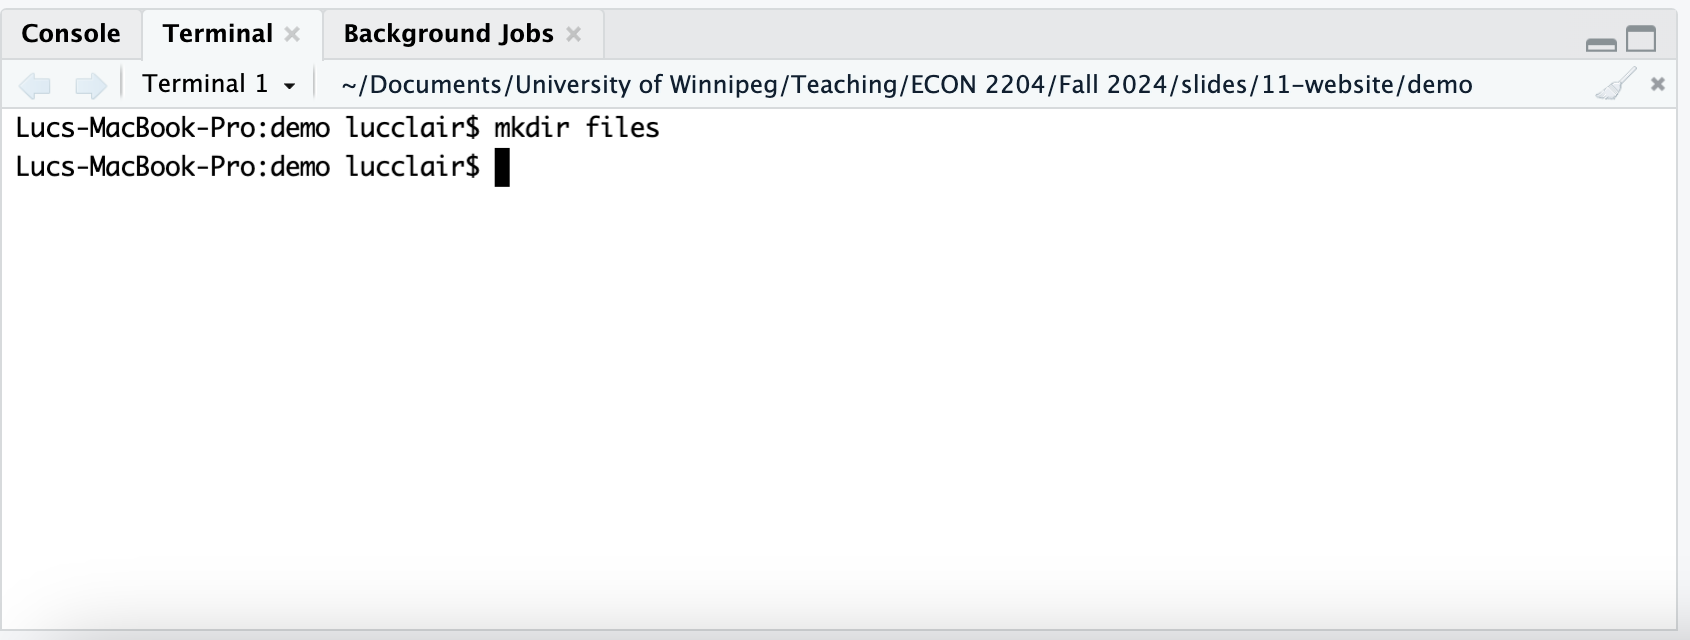 Console Terminal Background Jobs
Terminal 1 ~/Documents/University of Winnipeg/Teaching/ECON 2204/Fall 2024/slides/11-website/demo
Lucs-MacBook-Pro:demo lucclair$ mkdir files
Lucs-MacBook-Pro:demo lucclair$